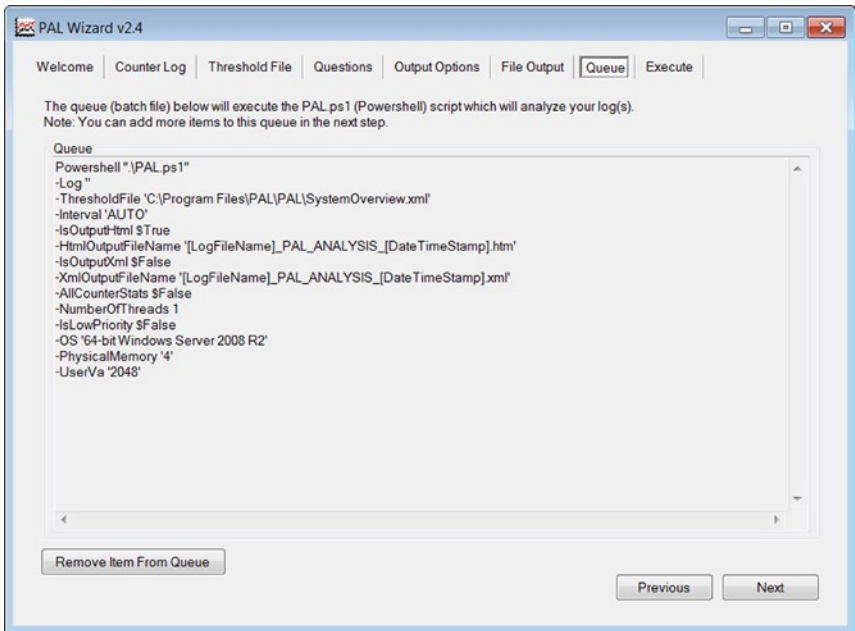 PAL Wizard v2.4
Welcome Counter Log Threshold File Questions Output Options File Output Queue Execute
The queue (batch file) below will execute the PAL.ps1 (Powershell) script which will analyze your log(s).
Note: You can add more items to this queue in the next step.
Queue
Powershell ".\PAL.ps1"
-Log ''
-ThresholdFile 'C:\Program Files\PAL\PAL\SystemOverview.xml'
-Interval 'AUTO'
-IsOutputHtml $True
-HtmlOutputFileName '[LogFileName]_PAL_ANALYSIS_[DateTimeStamp].htm'
-IsOutputXml $False
-XmlOutputFileName '[LogFileName]_PAL_ANALYSIS_[DateTimeStamp].xml'
-AllCounterStats $False
-NumberOfThreads 1
-IsLowPriority $False
-OS '64-bit Windows Server 2008 R2'
-PhysicalMemory '4'
-UserVa '2048'
Remove Item From Queue
Previous Next